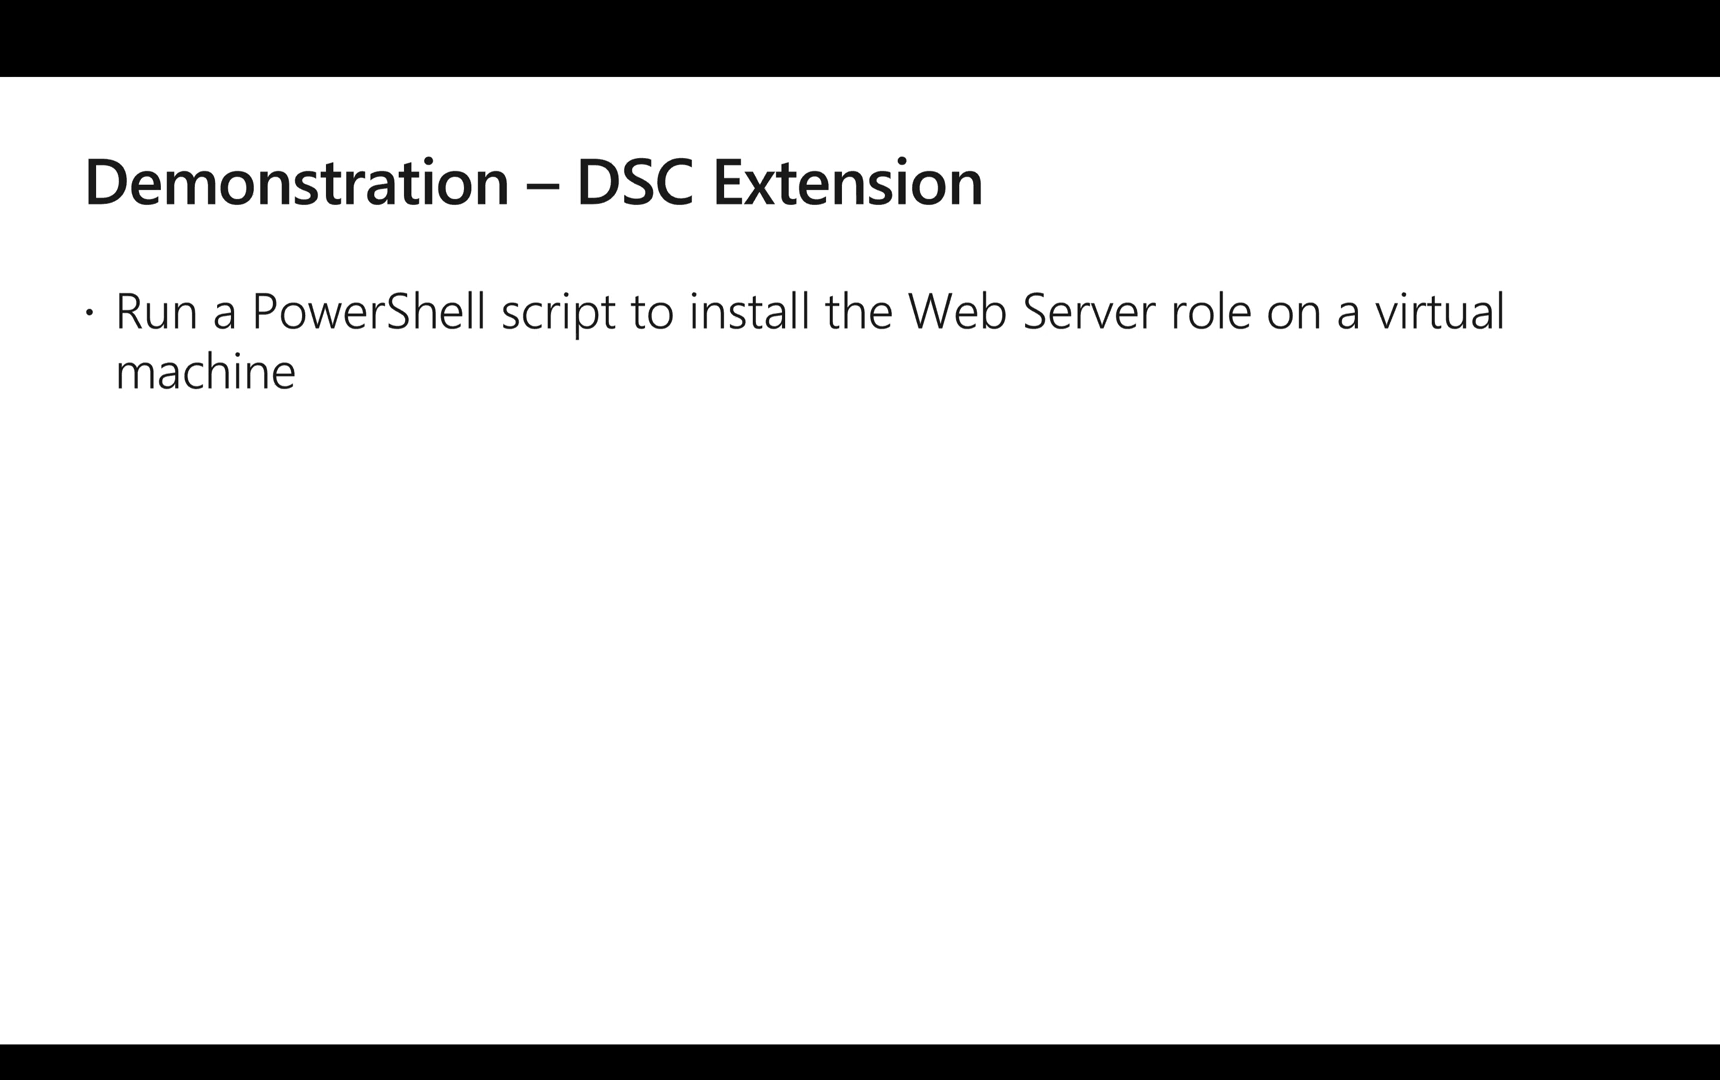 Demonstration – DSC Extension
· Run a PowerShell script to install the Web Server role on a virtual
machine